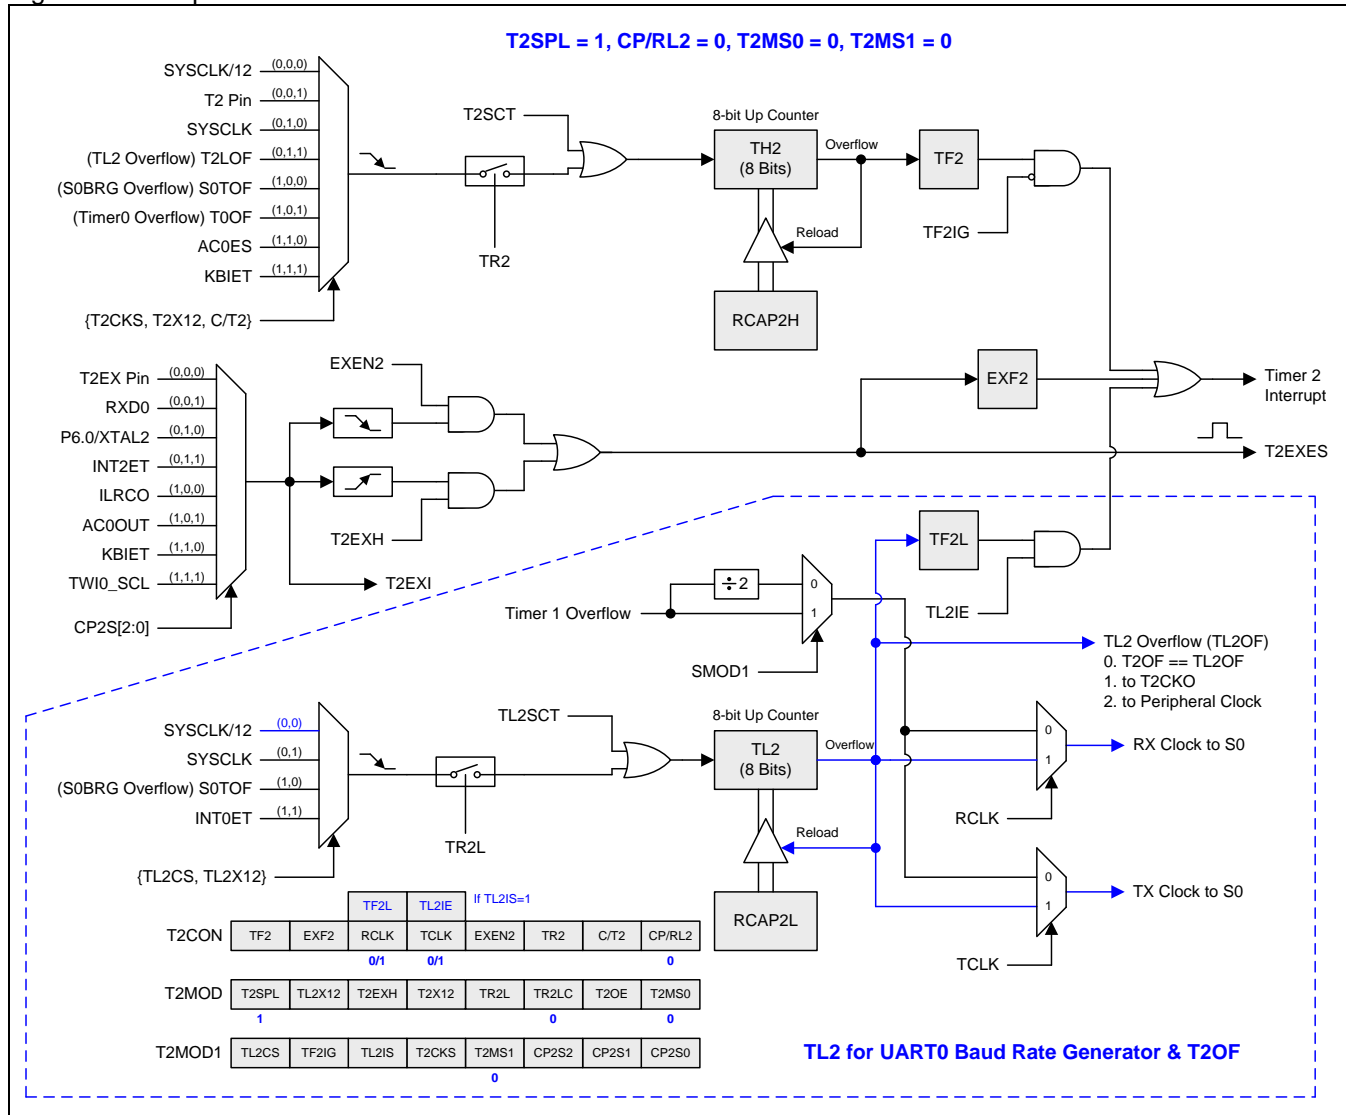 T2SPL = 1, CP/RL2 = 0, T2MS0 = 0, T2MS1 = 0
SYSCLK/12 (0,0,0)
T2 Pin (0,0,1)
SYSCLK (0,1,0)
(TL2 Overflow) T2LOF (0,1,1)
(S0BRG Overflow) S0TOF (1,0,0)
(Timer0 Overflow) T0OF (1,0,1)
AC0ES (1,1,0)
KBIET (1,1,1)
{T2CKS, T2X12, C/T2}
TR2
T2SCT
8-bit Up Counter
TH2
(8 Bits)
Overflow
Reload
RCAP2H
TF2
TF2IG
T2EX Pin (0,0,0)
RXD0 (0,0,1)
P6.0/XTAL2 (0,1,0)
INT2ET (0,1,1)
ILRCO (1,0,0)
AC0OUT (1,0,1)
KBIET (1,1,0)
TWI0_SCL (1,1,1)
CP2S[2:0]
EXEN2
T2EXH
T2EXI
EXF2
Timer 2
Interrupt
T2EXES
TF2L
TL2IE
Timer 1 Overflow
÷2
0
1
SMOD1
TL2 Overflow (TL2OF)
0. T2OF == TL2OF
1. to T2CKO
2. to Peripheral Clock
SYSCLK/12 (0,0)
SYSCLK (0,1)
(S0BRG Overflow) S0TOF (1,0)
INT0ET (1,1)
{TL2CS, TL2X12}
TR2L
TL2SCT
8-bit Up Counter
TL2
(8 Bits)
Overflow
Reload
RCAP2L
0
1
RX Clock to S0
RCLK
0
1
TX Clock to S0
TCLK
TF2L TL2IE If TL2IS=1
T2CON TF2 EXF2 RCLK TCLK EXEN2 TR2 C/T2 CP/RL2
0/1 0/1 0
T2MOD T2SPL TL2X12 T2EXH T2X12 TR2L TR2LC T2OE T2MS0
1 0 0
T2MOD1 TL2CS TF2IG TL2IS T2CKS T2MS1 CP2S2 CP2S1 CP2S0
0
TL2 for UART0 Baud Rate Generator & T2OF